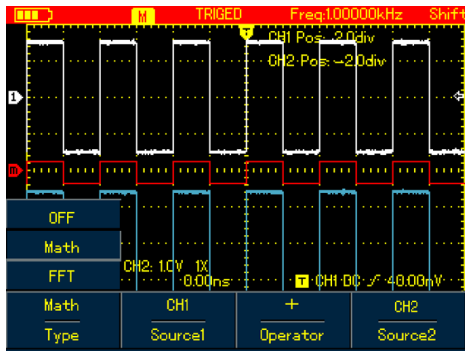 M TRIGED Freq:1.00000kHz Shift
T
CH1 Pos: 2.0div
CH2 Pos: -2.0div
1
m
OFF
Math
FFT
CH2: 1.0V 1X
0.00ns
T CH1-DC 40.00mV
Math CH1 + CH2
Type Source1 Operator Source2